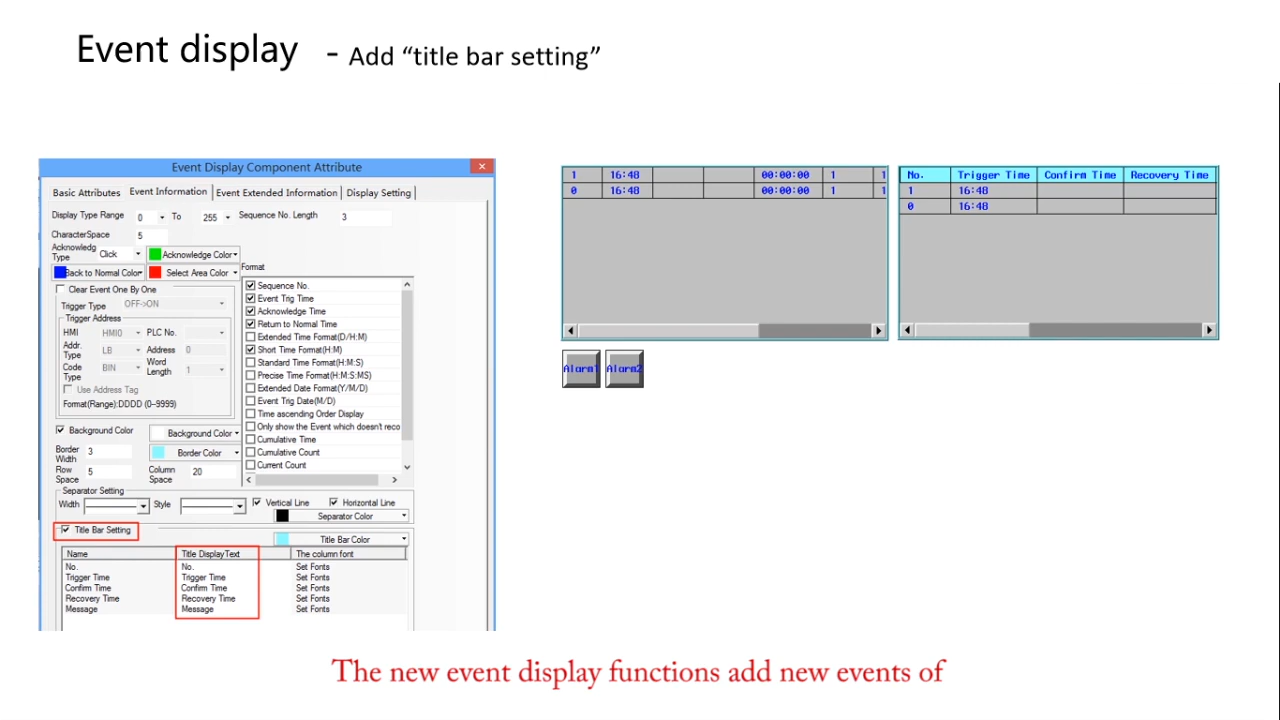 Event display - Add “title bar setting”
Event Display Component Attribute
Basic Attributes Event Information Event Extended Information Display Setting
Display Type Range 0 To 255 Sequence No. Length 3
CharacterSpace 5
Acknowledg Type Click Acknowledge Color
Back to Normal Color Select Area Color Format
Clear Event One By One
Trigger Type OFF->ON
Trigger Address
HMI HMI0 PLC No.
Addr. Type LB Address 0
Code Type BIN Word Length 1
Use Address Tag
Format(Range):DDDD (0~9999)
Sequence No.
Event Trig Time
Acknowledge Time
Return to Normal Time
Extended Time Format(D/H:M)
Short Time Format(H:M)
Standard Time Format(H:M:S)
Precise Time Format(H:M:S:MS)
Extended Date Format(Y/M/D)
Event Trig Date(M/D)
Time ascending Order Display
Only show the Event which doesn't reco
Cumulative Time
Cumulative Count
Current Count
Background Color Background Color
Border Width 3 Border Color
Row Space 5 Column Space 20
Separator Setting
Width Style Vertical Line Horizontal Line
Separator Color
Title Bar Setting
Title Bar Color
Name Title DisplayText The column font
No. No. Set Fonts
Trigger Time Trigger Time Set Fonts
Confirm Time Confirm Time Set Fonts
Recovery Time Recovery Time Set Fonts
Message Message Set Fonts
1 16:48 00:00:00 1 1
0 16:48 00:00:00 1 1
Alarm1 Alarm2
No. Trigger Time Confirm Time Recovery Time
1 16:48
0 16:48
The new event display functions add new events of